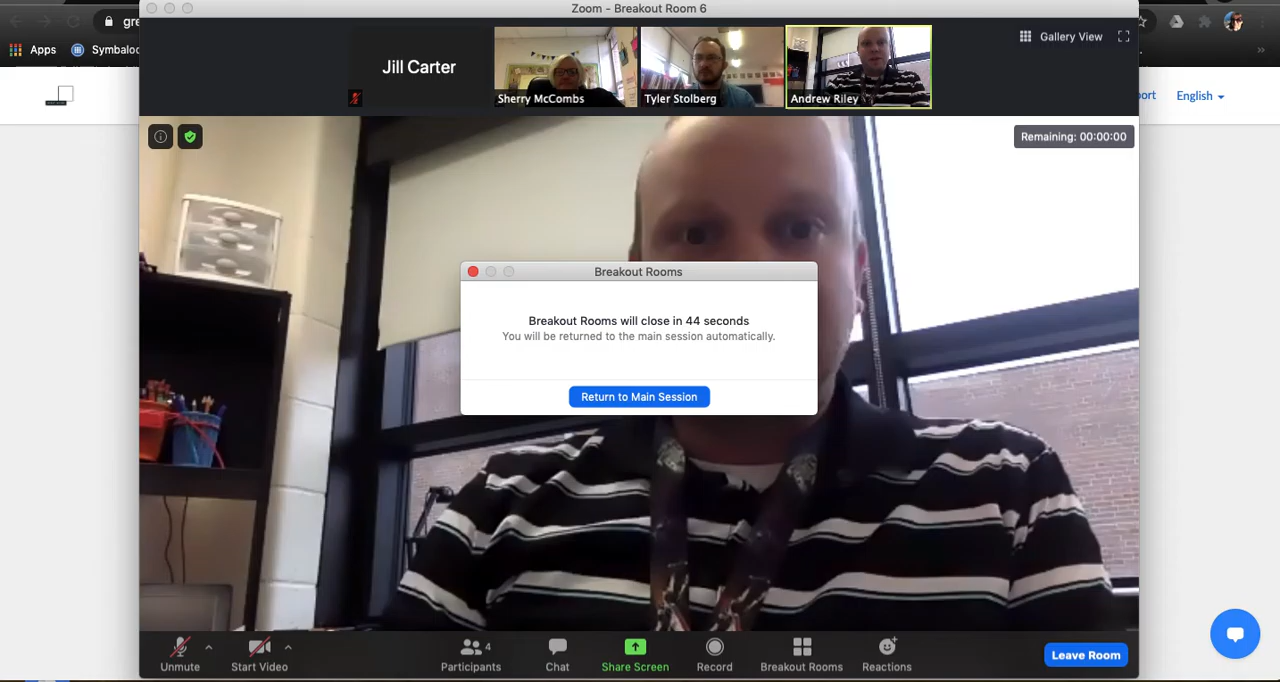 Zoom - Breakout Room 6
gre
Apps
Symbaloo
Jill Carter
Sherry McCombs
Tyler Stolberg
Andrew Riley
Gallery View
port
English
Remaining: 00:00:00
Breakout Rooms
Breakout Rooms will close in 44 seconds
You will be returned to the main session automatically.
Return to Main Session
Unmute
Start Video
4
Participants
Chat
Share Screen
Record
Breakout Rooms
Reactions
Leave Room